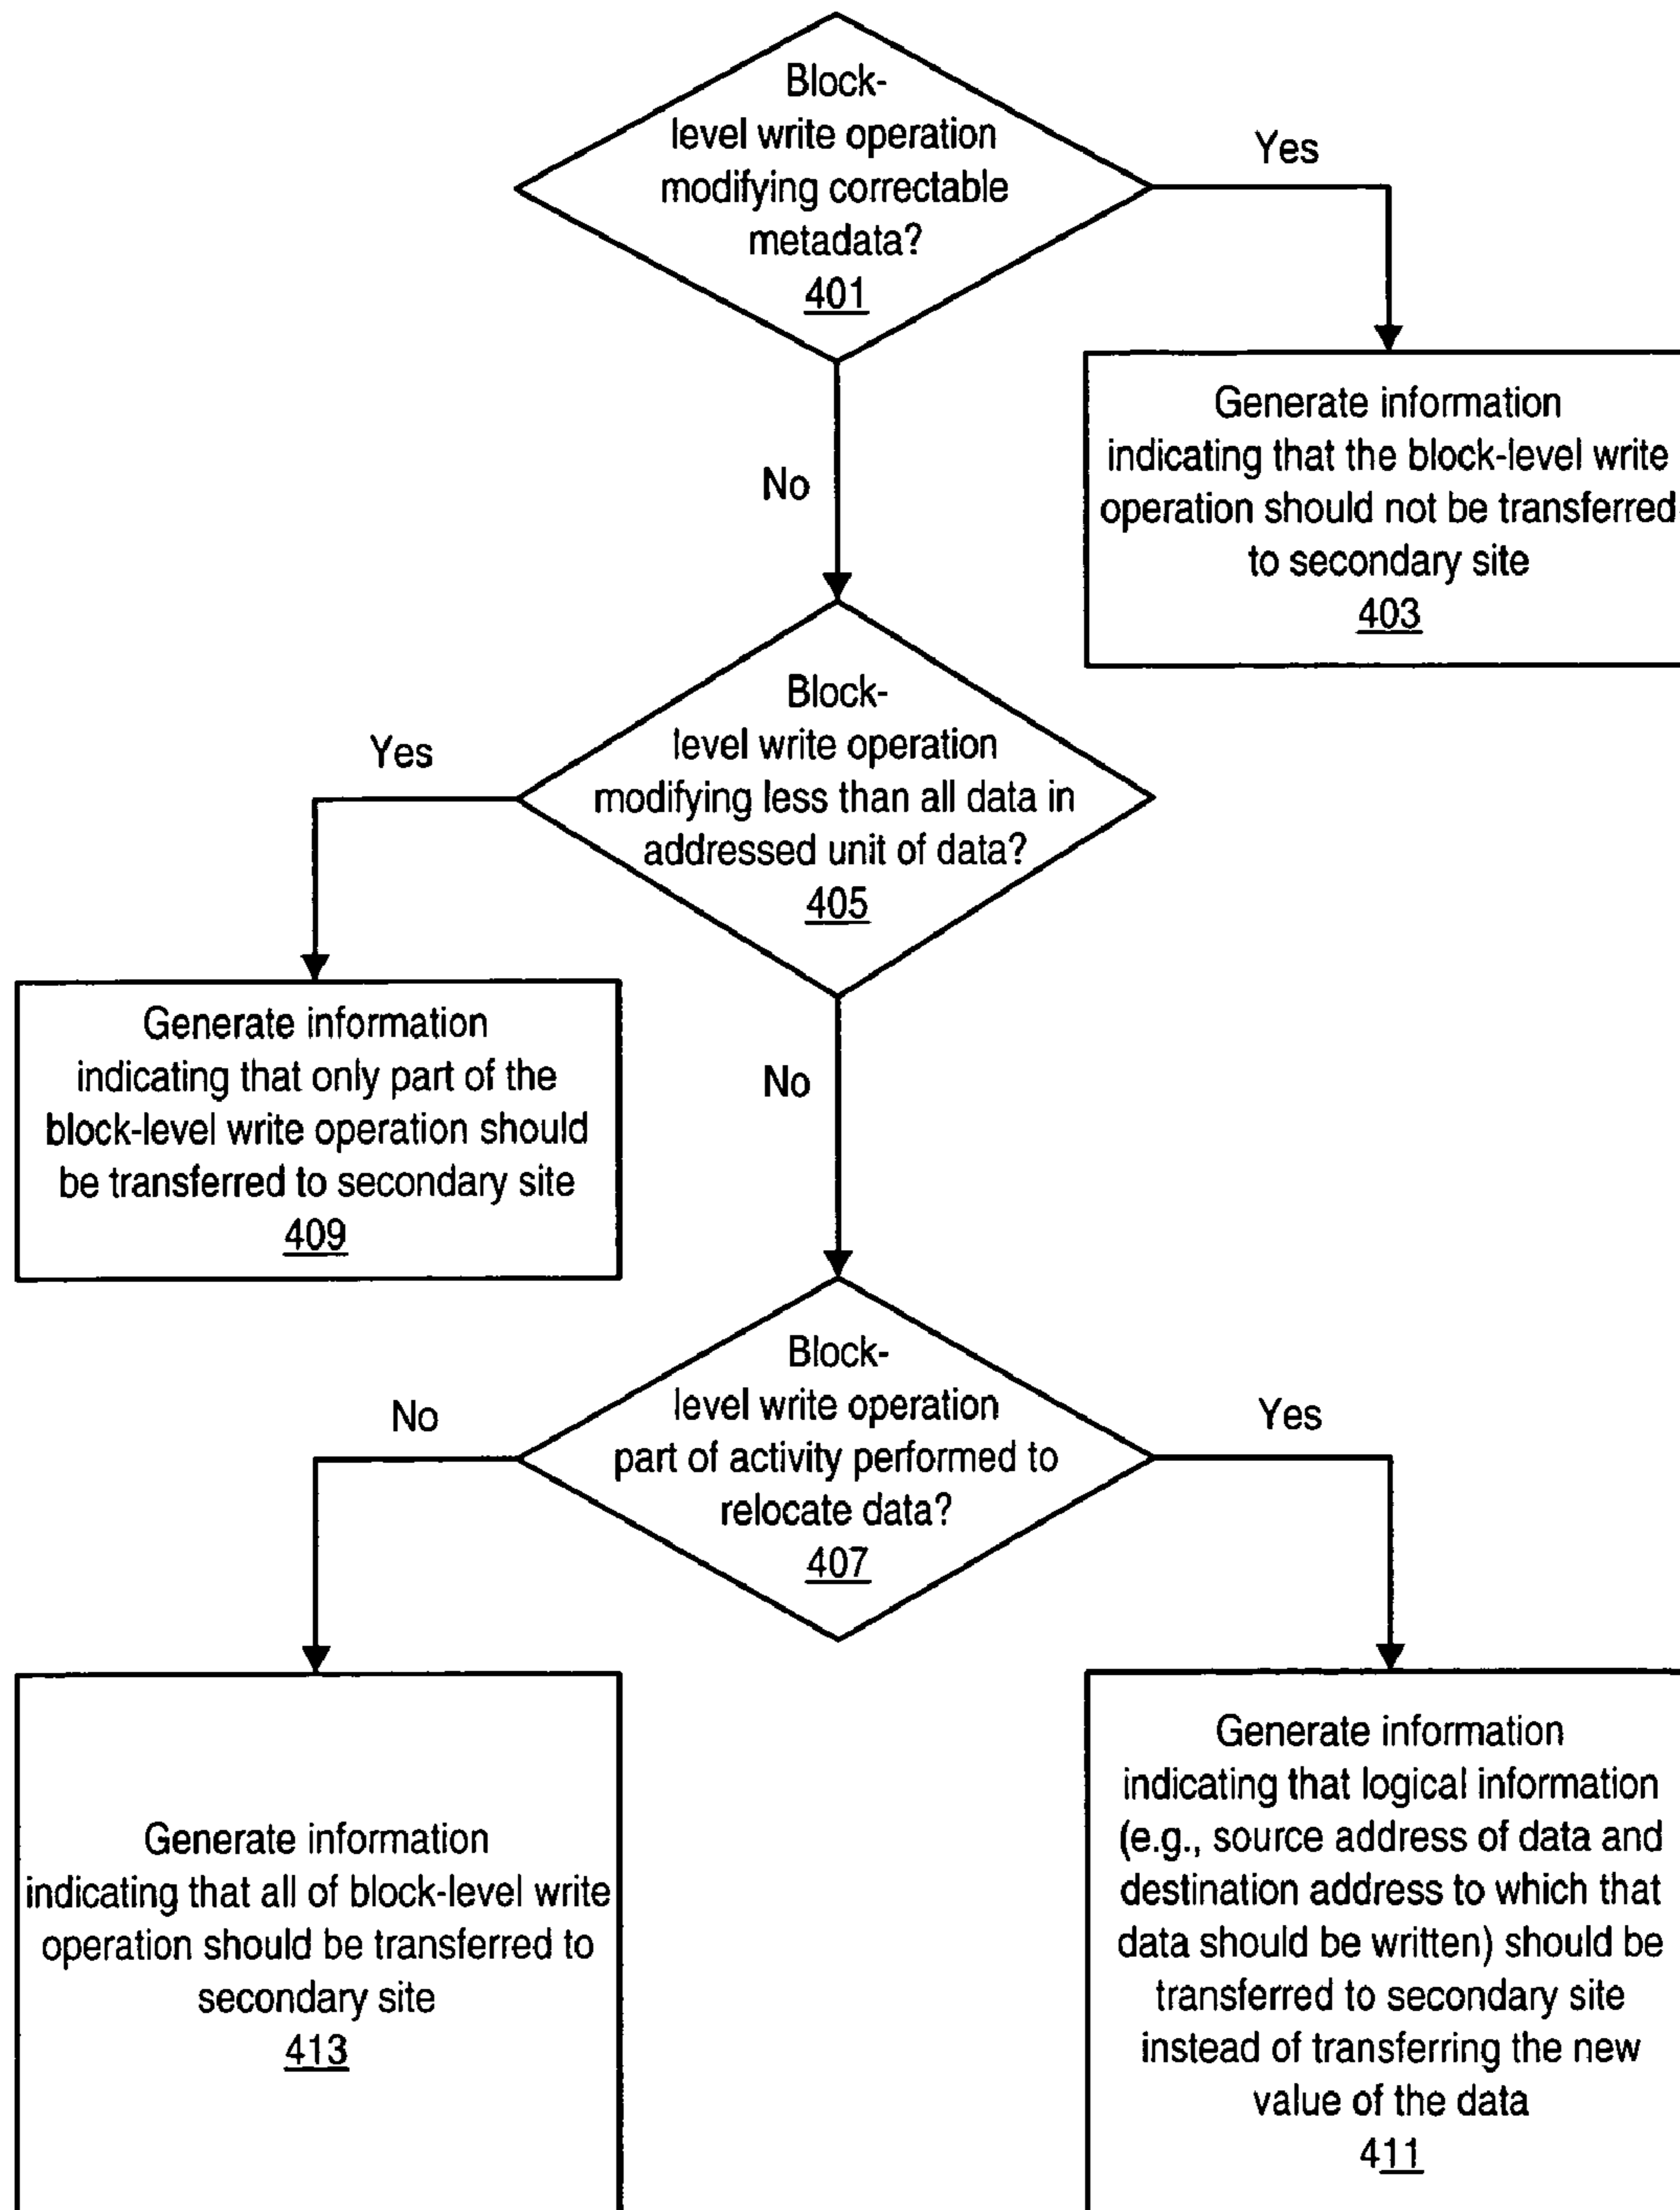 Block-
level write operation
modifying correctable
metadata?
401
Yes
No
Generate information
indicating that the block-level write
operation should not be transferred
to secondary site
403
Block-
level write operation
modifying less than all data in
addressed unit of data?
405
Yes
No
Generate information
indicating that only part of the
block-level write operation should
be transferred to secondary site
409
Block-
level write operation
part of activity performed to
relocate data?
407
No
Yes
Generate information
indicating that all of block-level write
operation should be transferred to
secondary site
413
Generate information
indicating that logical information
(e.g., source address of data and
destination address to which that
data should be written) should be
transferred to secondary site
instead of transferring the new
value of the data
411